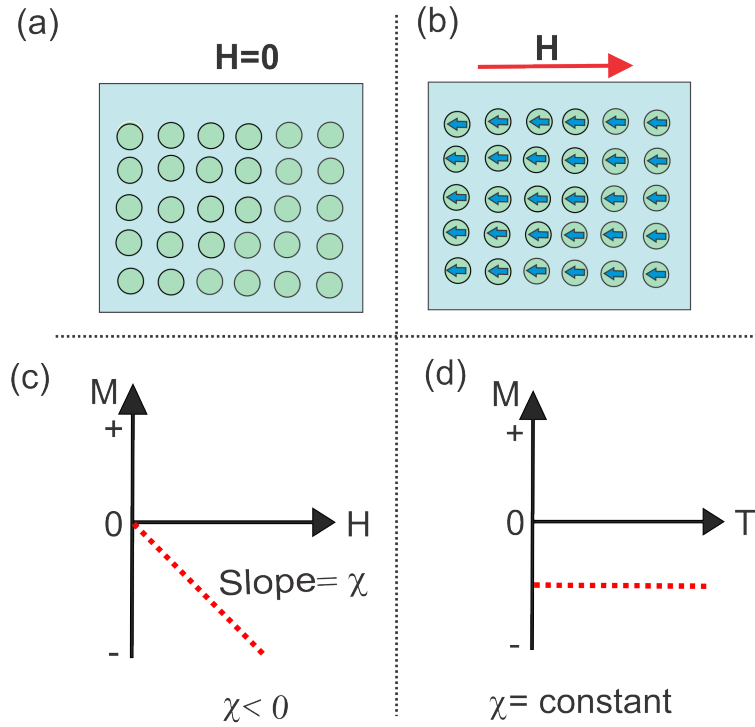 (a)
H=0
(b)
H
(c)
M
+
0
H
Slope= χ
-
χ< 0
(d)
M
+
0
T
-
χ= constant